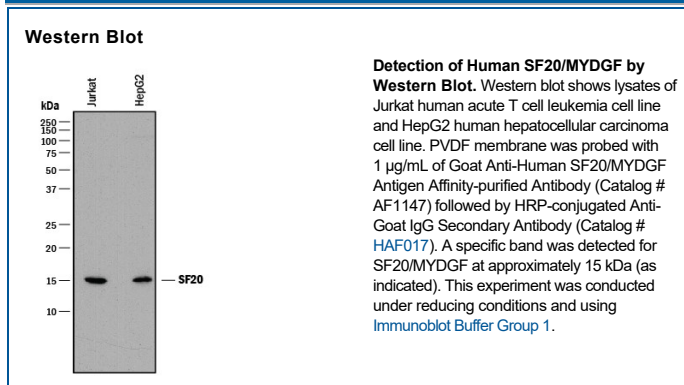 Western Blot
Jurkat
HepG2
kDa
250
150
100
75
50
37
25
20
15
10
SF20
Detection of Human SF20/MYDGF by
Western Blot. Western blot shows lysates of
Jurkat human acute T cell leukemia cell line
and HepG2 human hepatocellular carcinoma
cell line. PVDF membrane was probed with
1 µg/mL of Goat Anti-Human SF20/MYDGF
Antigen Affinity-purified Antibody (Catalog #
AF1147) followed by HRP-conjugated Anti-
Goat IgG Secondary Antibody (Catalog #
HAF017). A specific band was detected for
SF20/MYDGF at approximately 15 kDa (as
indicated). This experiment was conducted
under reducing conditions and using
Immunoblot Buffer Group 1.